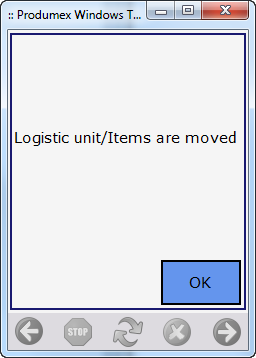 :: Produmex Windows T...
Logistic unit/Items are moved
OK
STOP